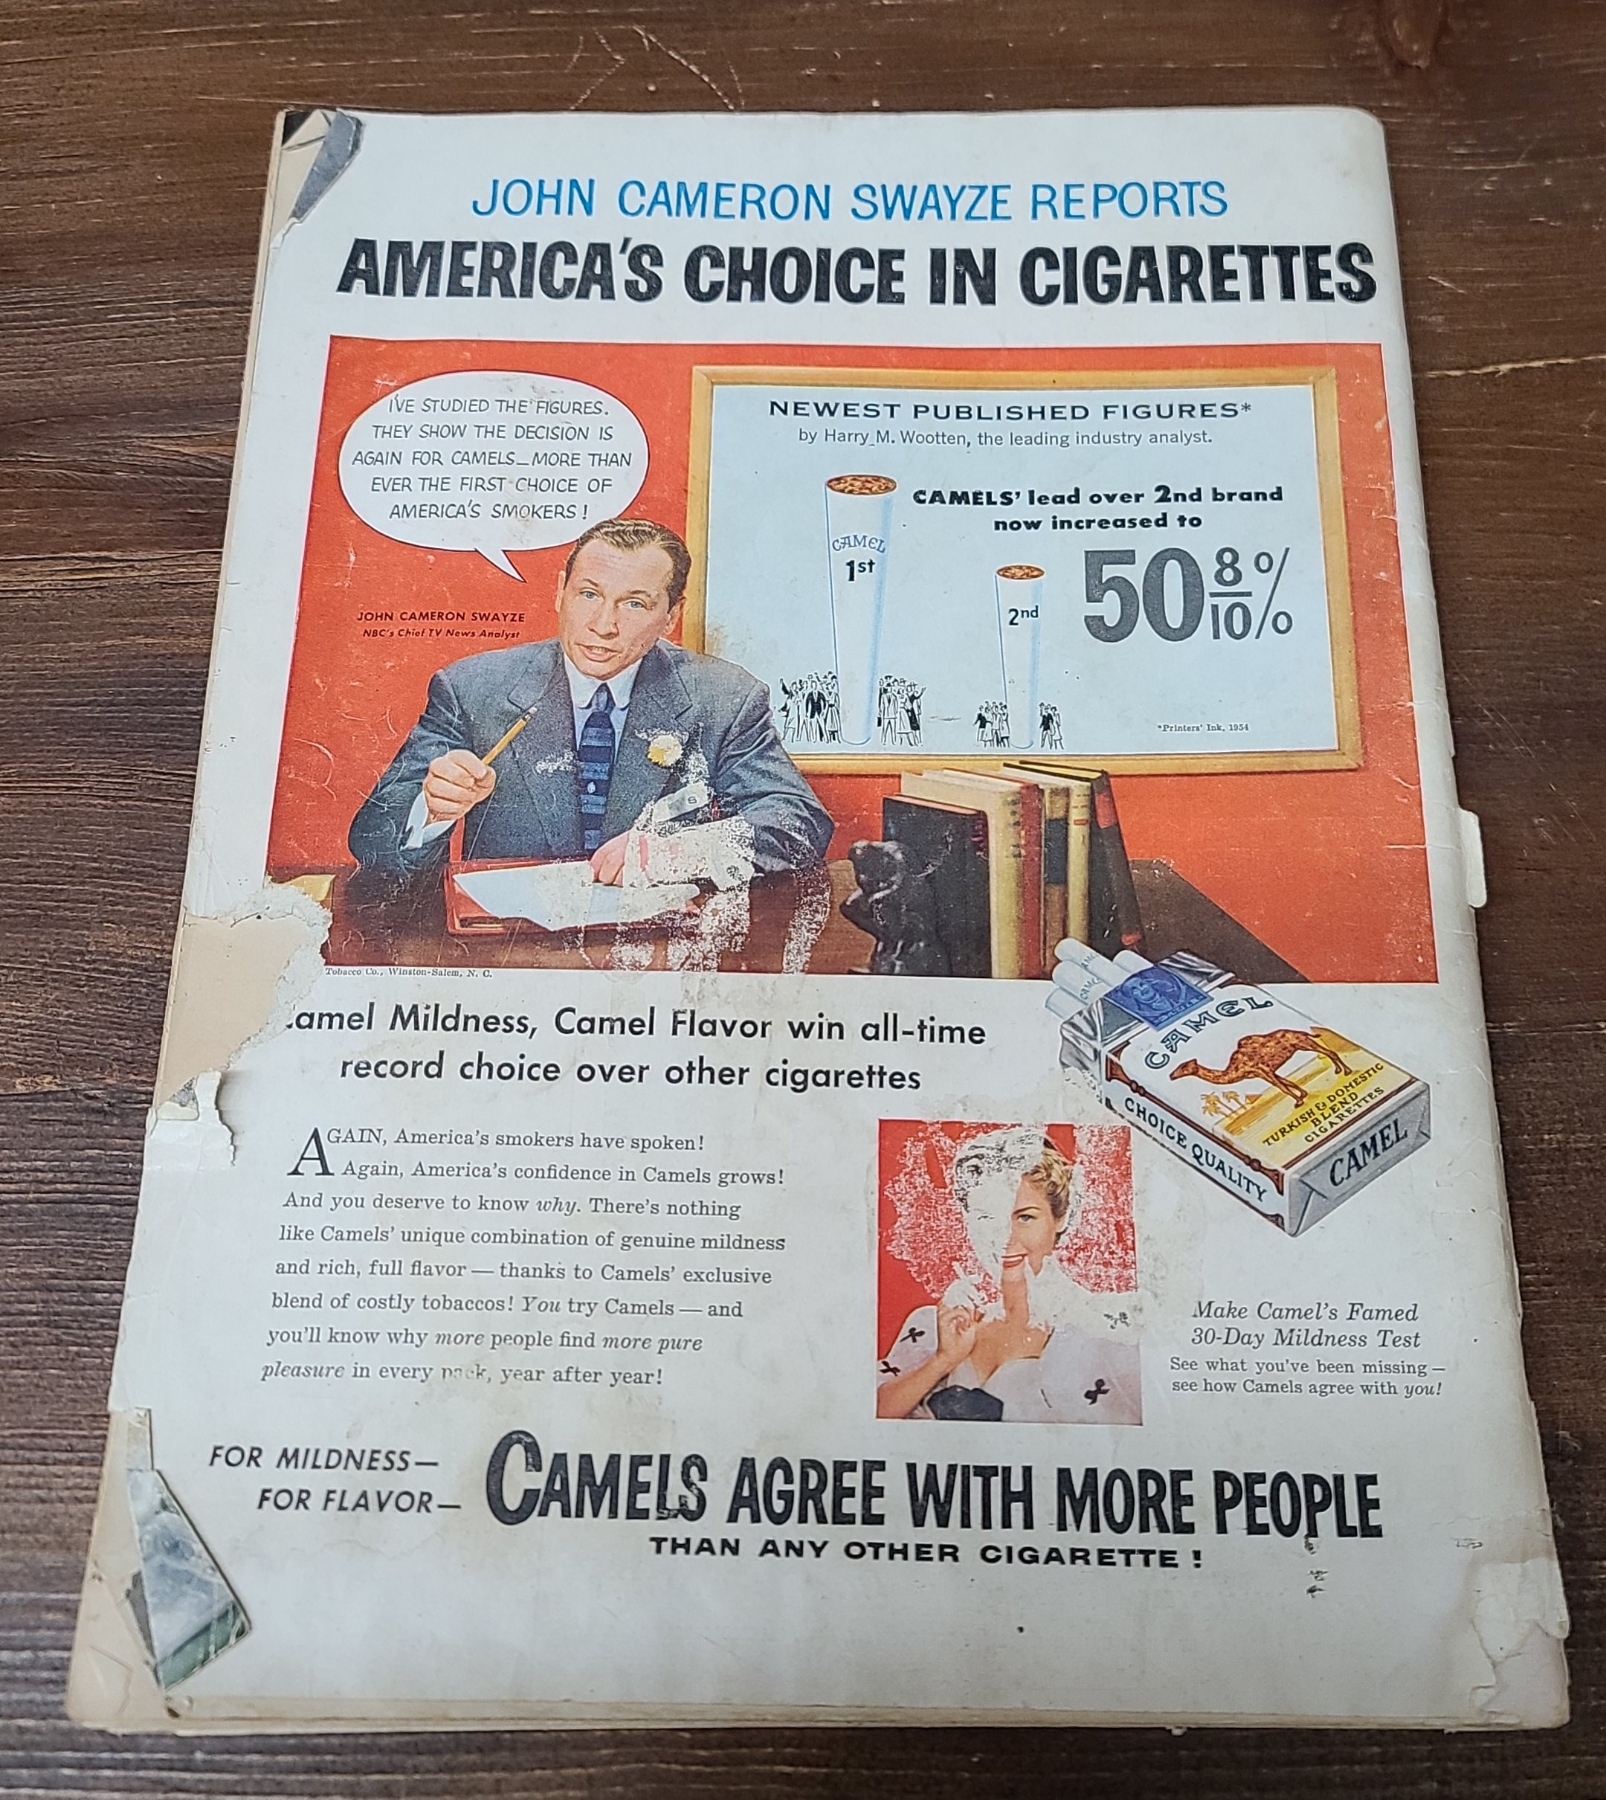 JOHN CAMERON SWAYZE REPORTS
AMERICA'S CHOICE IN CIGARETTES
I'VE STUDIED THE FIGURES.
THEY SHOW THE DECISION IS
AGAIN FOR CAMELS—MORE THAN
EVER THE FIRST CHOICE OF
AMERICA'S SMOKERS!
JOHN CAMERON SWAYZE
NBC's Chief TV News Analyst
NEWEST PUBLISHED FIGURES*
by Harry M. Wootten, the leading industry analyst.
CAMELS' lead over 2nd brand
now increased to
50 8/10%
CAMEL
1st
2nd
*Printers' Ink, 1954
Tobacco Co., Winston-Salem, N. C.
amel Mildness, Camel Flavor win all-time
record choice over other cigarettes
AGAIN, America's smokers have spoken!
Again, America's confidence in Camels grows!
And you deserve to know why. There's nothing
like Camels' unique combination of genuine mildness
and rich, full flavor — thanks to Camels' exclusive
blend of costly tobaccos! You try Camels — and
you'll know why more people find more pure
pleasure in every pack, year after year!
CAMEL
TURKISH & DOMESTIC
BLEND
CIGARETTES
CHOICE QUALITY
CAMEL
Make Camel's Famed
30-Day Mildness Test
See what you've been missing —
see how Camels agree with you!
FOR MILDNESS—
FOR FLAVOR—
CAMELS AGREE WITH MORE PEOPLE
THAN ANY OTHER CIGARETTE!